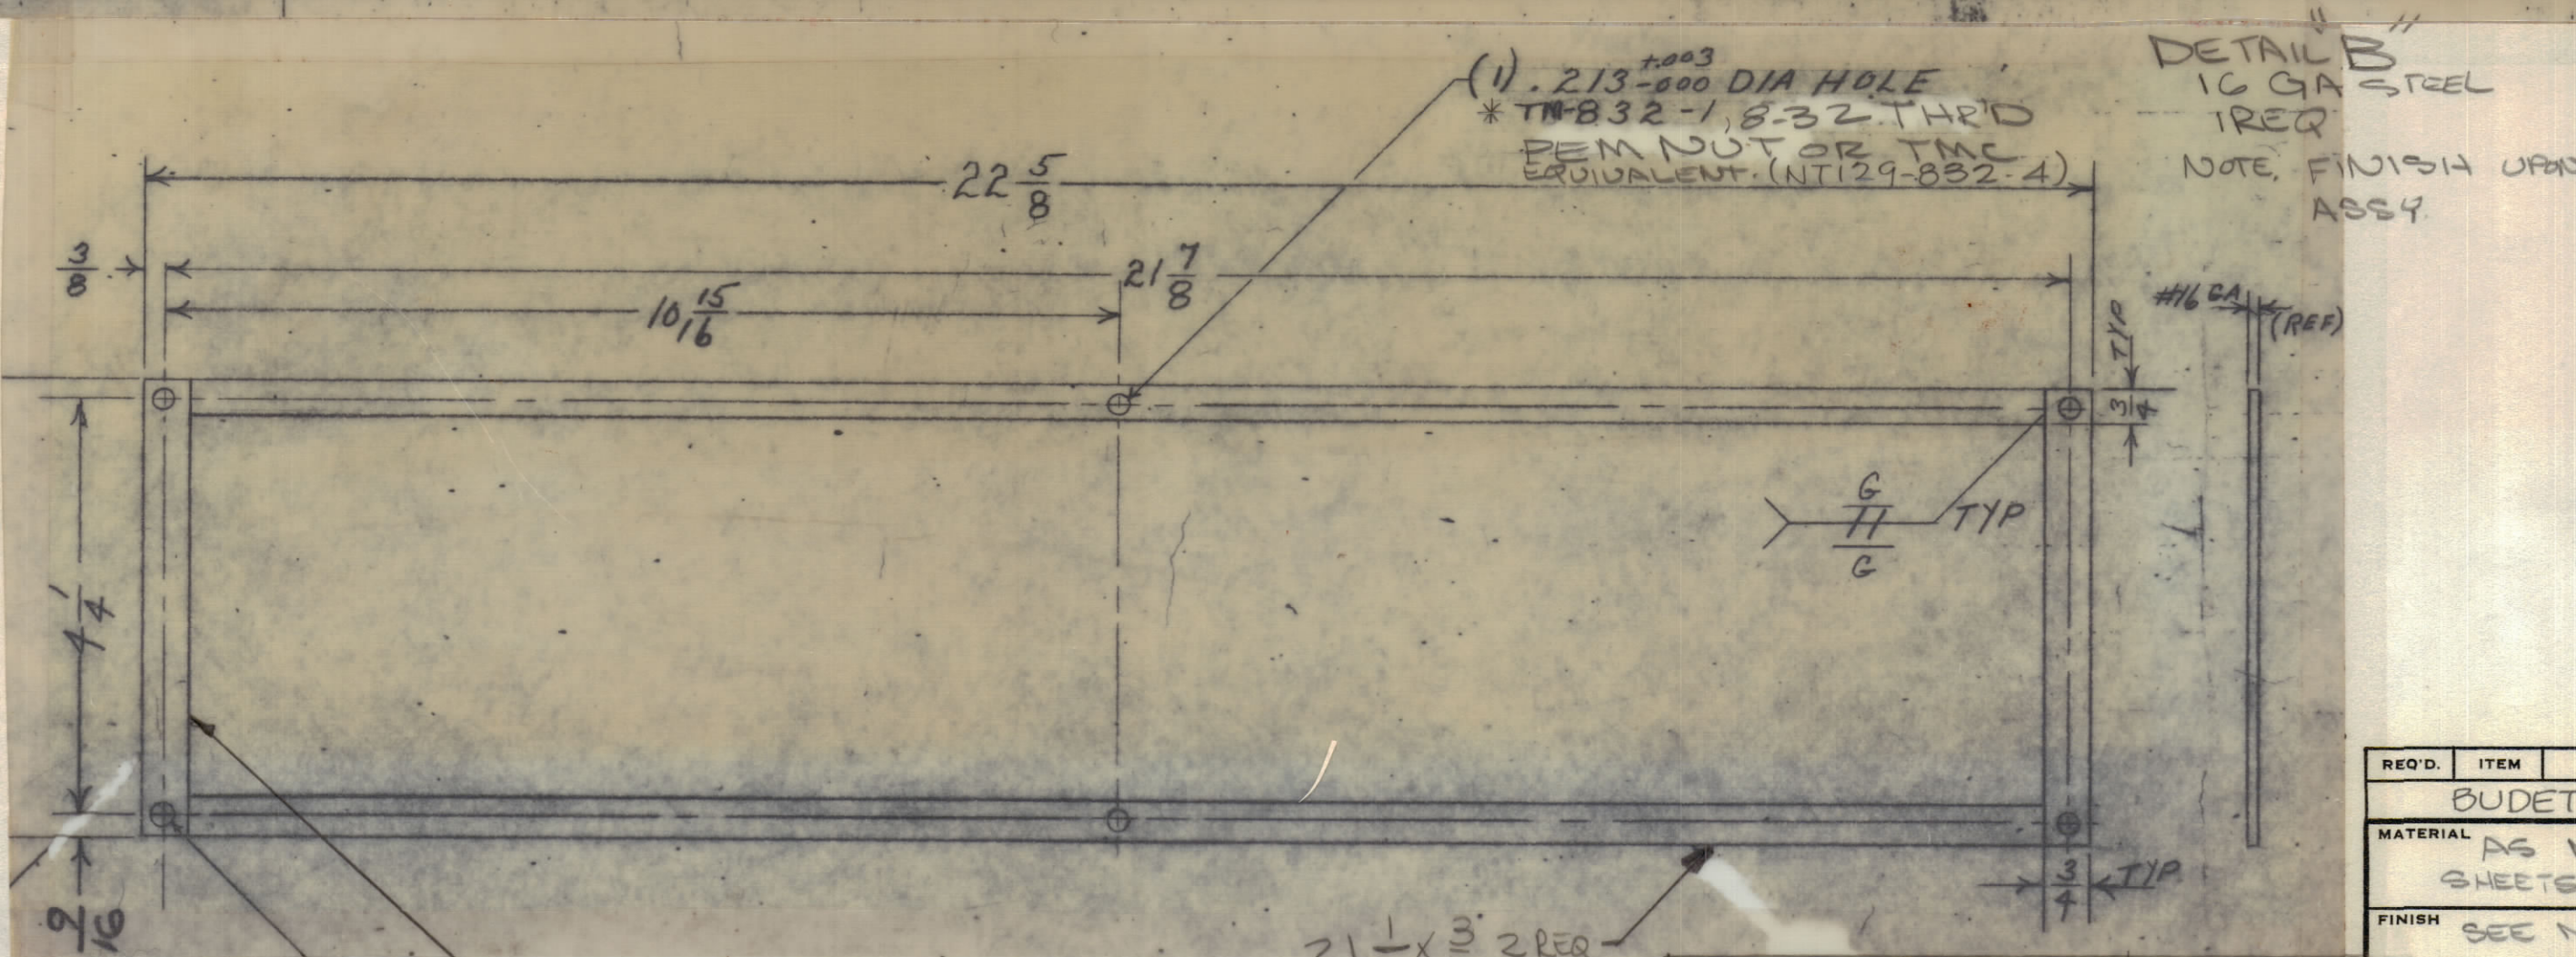 (1) .213 +.003 -000 DIA HOLE
* TM-832-1, 8-32 THR'D
PEM NUT OR TMC
EQUIVALENT. (NT129-832-4)
DETAIL "B"
16 GA STEEL
1REQ
NOTE. FINISH UPON
ASSY.
22 5/8
3/8
21 7/8
10 15/16
#16 GA
(REF)
TYP
3/4
G
//
G
TYP
4 1/4
9/16
3/4
TYP
2 REQ
REQ'D.
ITEM
BUDET
MATERIAL
AS
SHEETS
FINISH
SEE